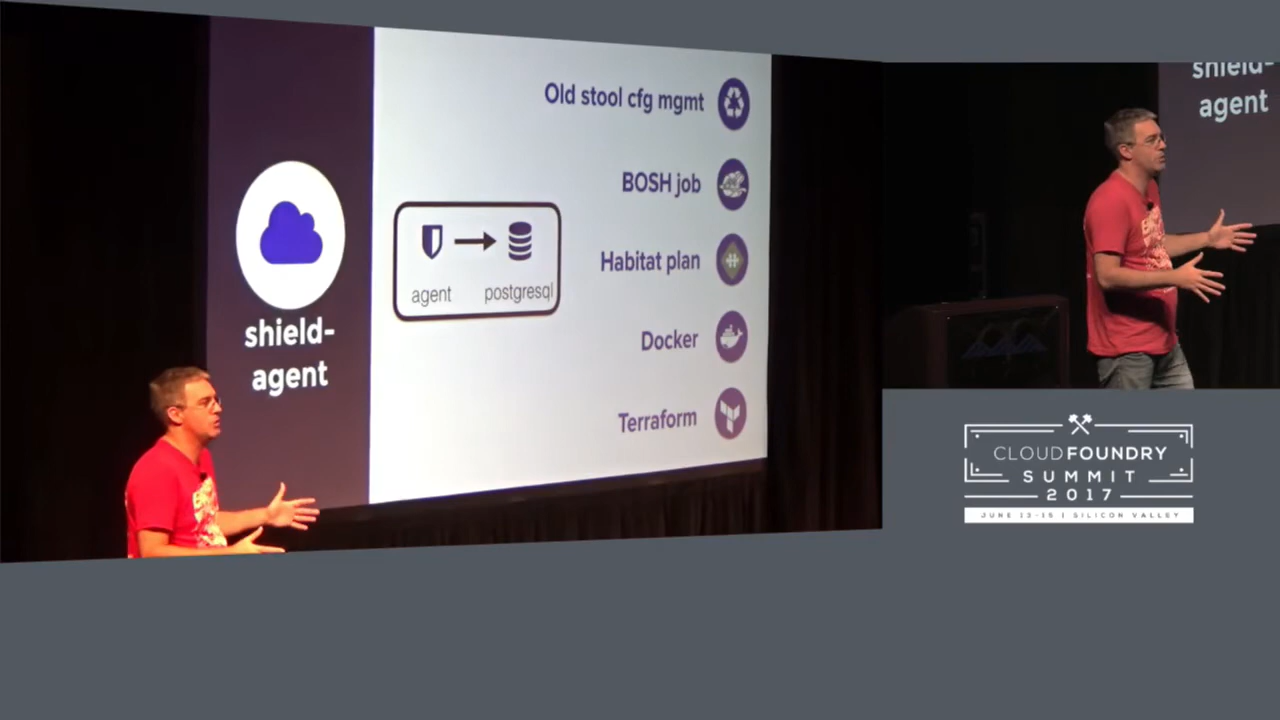 Old stool cfg mgmt
BOSH job
Habitat plan
Docker
Terraform
agent
postgresql
shield-
agent
shield-
agent
CLOUDFOUNDRY
SUMMIT
2017
JUNE 13-15 | SILICON VALLEY